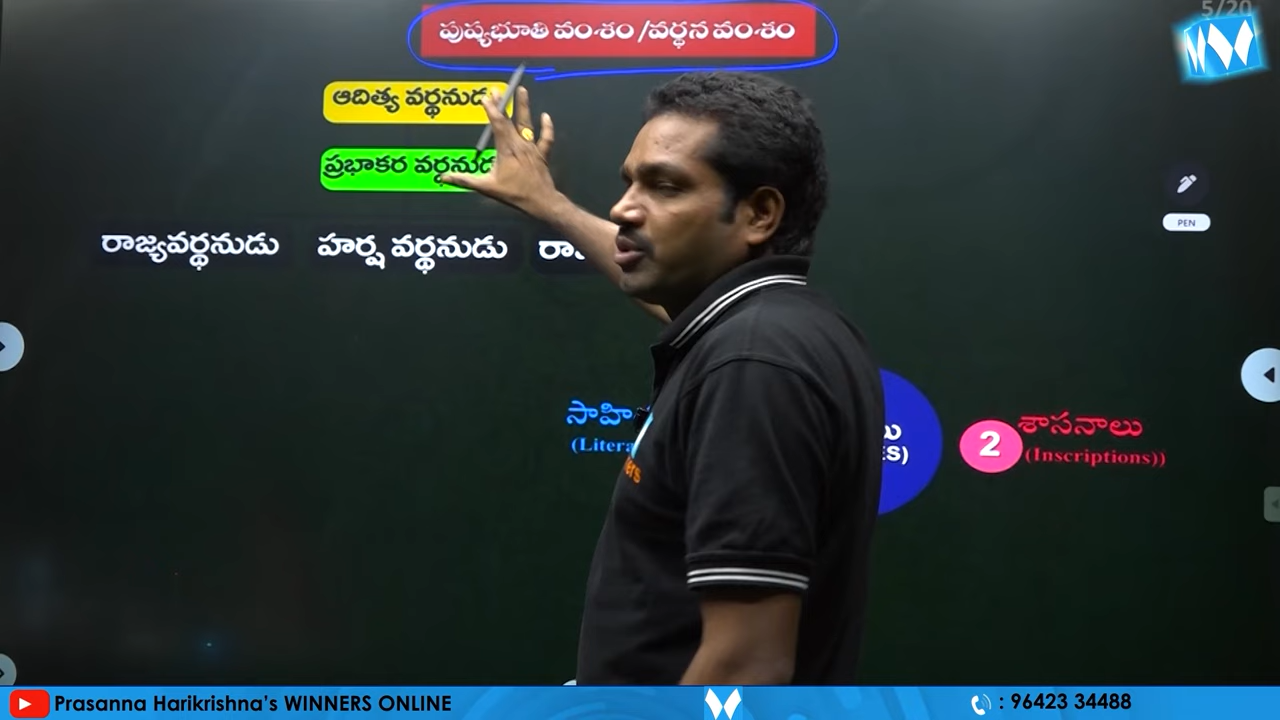 5/20
పుష్యభూతి వంశం /వర్ధన వంశం
ఆదిత్య వర్ధనుడు
ప్రభాకర వర్ధనుడు
PEN
రాజ్యవర్ధనుడు హర్ష వర్ధనుడు
2 శాసనాలు
(Inscriptions))
Prasanna Harikrishna's WINNERS ONLINE
: 96423 34488